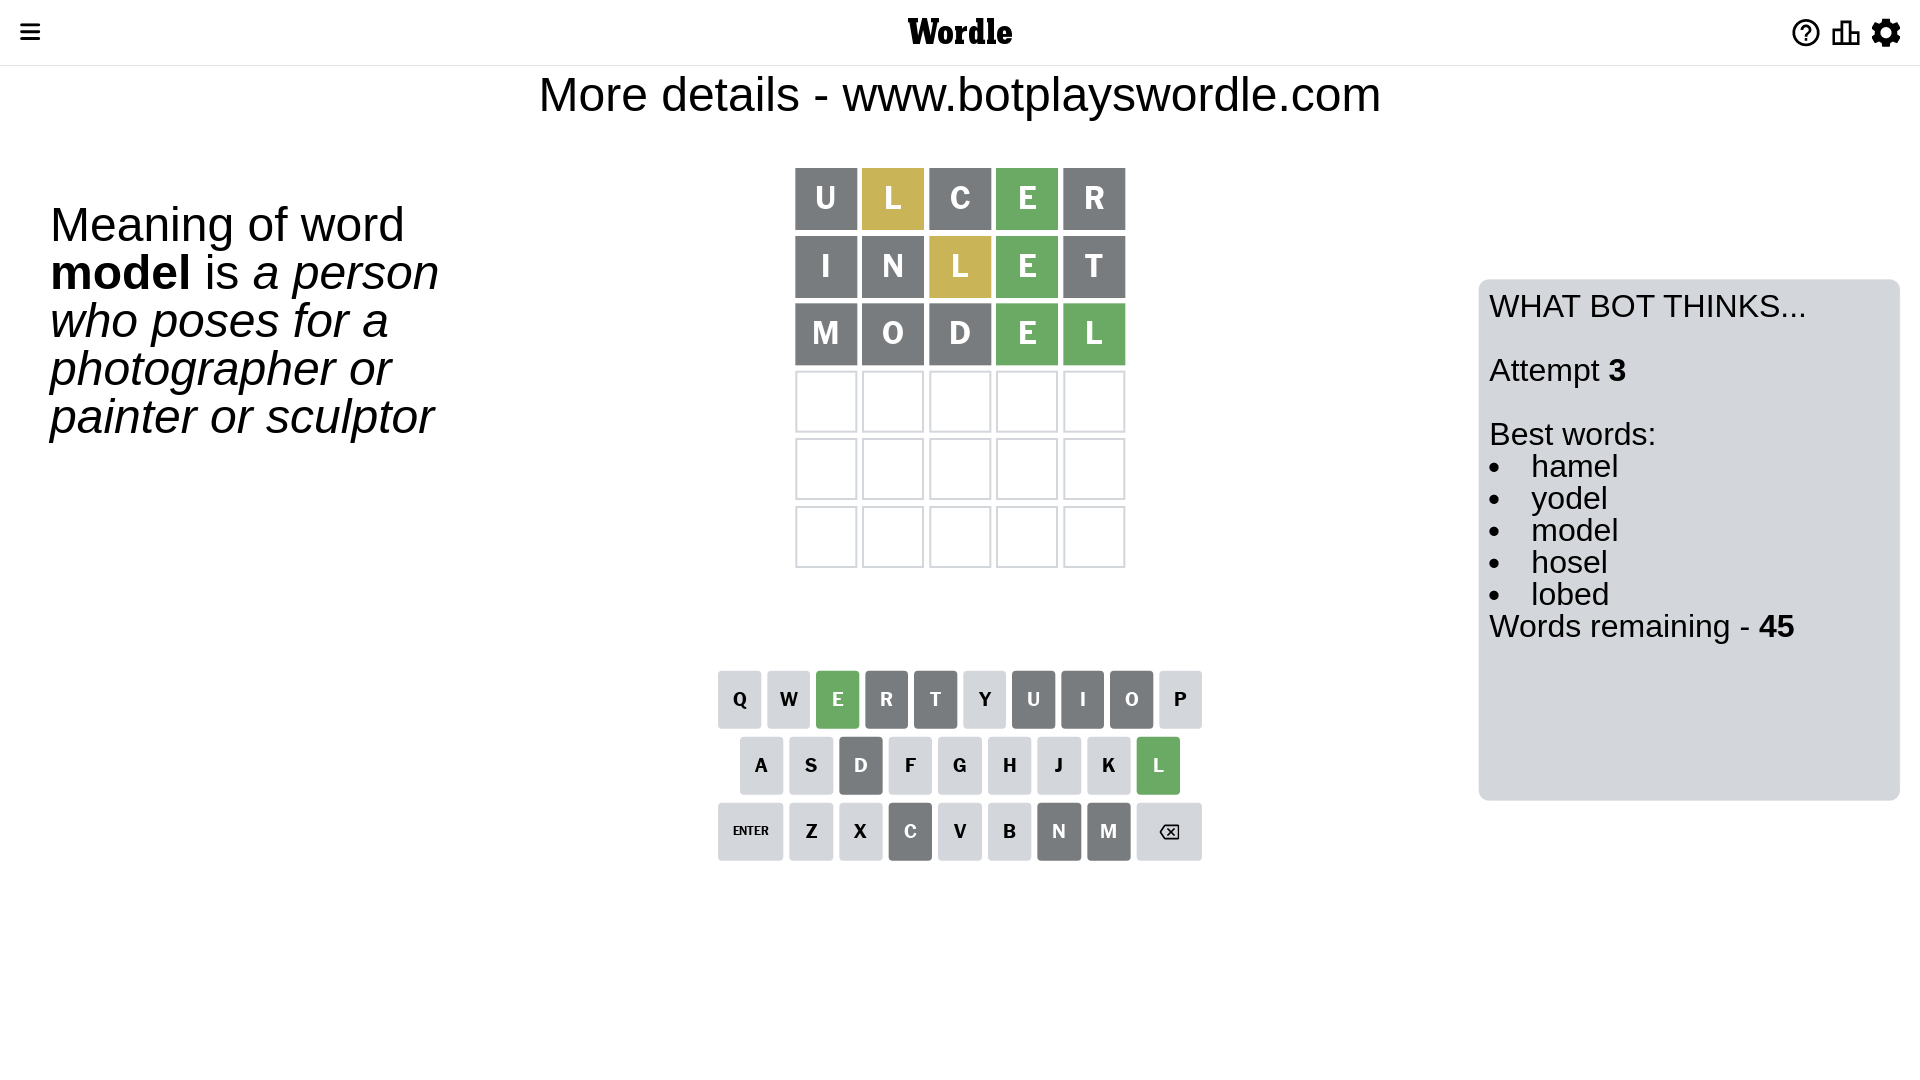 Wordle
More details - www.botplayswordle.com
Meaning of word
model is a person
who poses for a
photographer or
painter or sculptor
U L C E R
I N L E T
M O D E L
WHAT BOT THINKS...
Attempt 3
Best words:
• hamel
• yodel
• model
• hosel
• lobed
Words remaining - 45
Q W E R T Y U I O P
A S D F G H J K L
ENTER Z X C V B N M